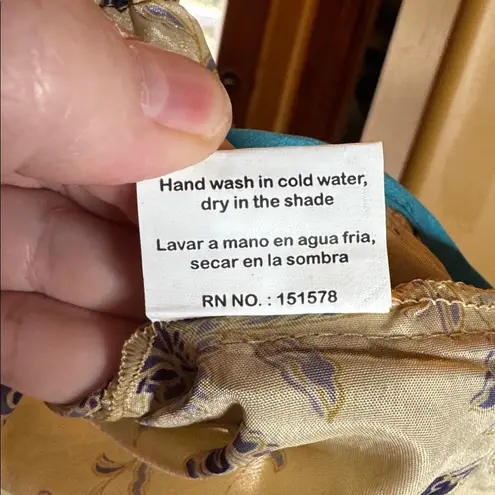 Hand wash in cold water,
dry in the shade
Lavar a mano en agua fria,
secar en la sombra
RN NO. : 151578